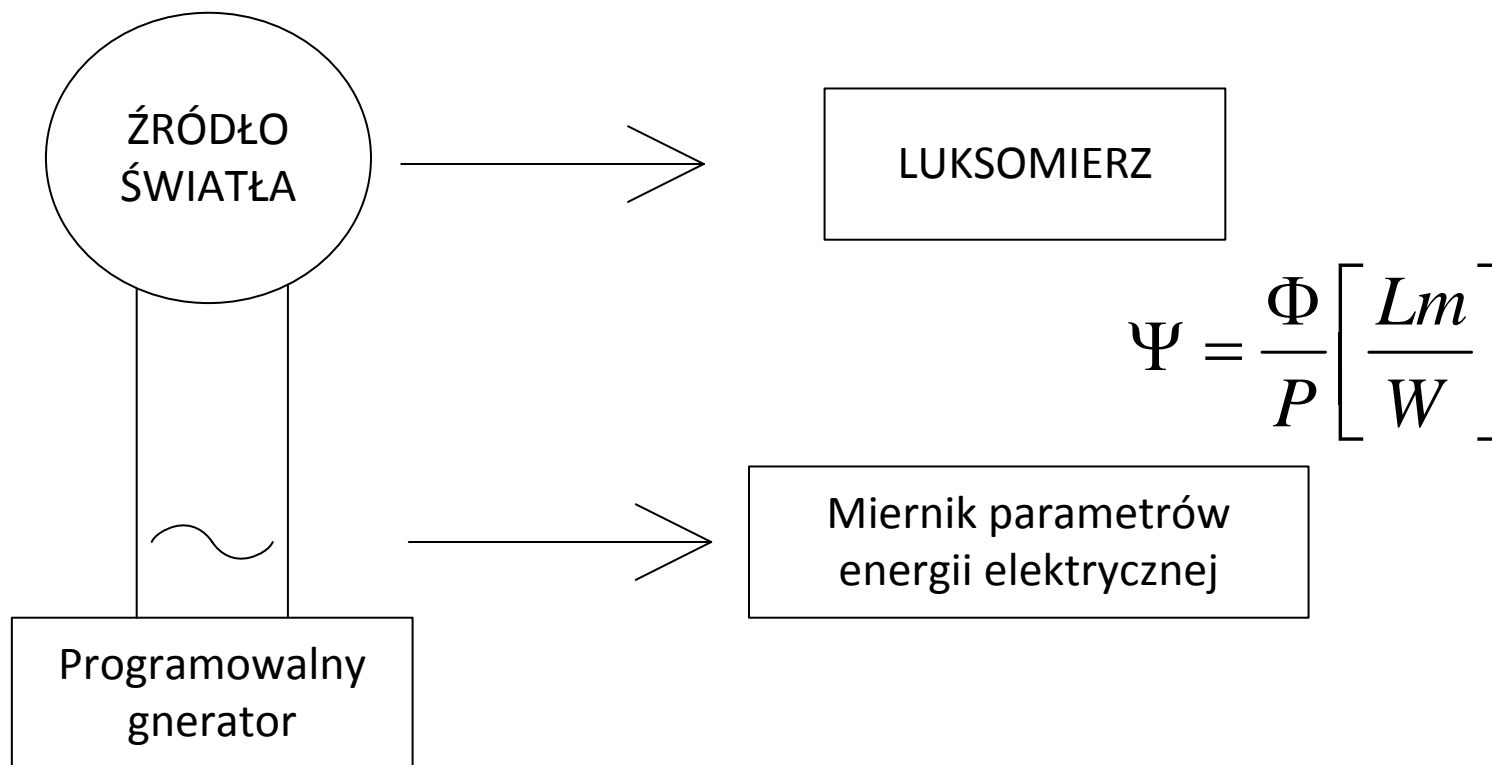 ŹRÓDŁO
ŚWIATŁA
LUKSOMIERZ
Ψ = Φ/P [Lm/W]
Miernik parametrów
energii elektrycznej
Programowalny
gnerator